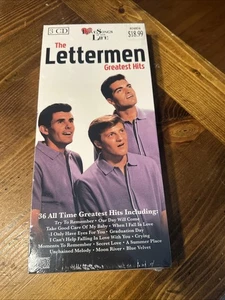 3 CD
Songs
Love
$18.99
The
Lettermen
Greatest Hits
36 All Time Greatest Hits Including:
Try To Remember • Our Day Will Come
Take Good Care Of My Baby • When I Fall In Love
I Only Have Eyes For You • Graduation Day
I Can't Help Falling In Love With You • Crying
Moments To Remember • Secret Love • A Summer Place
Unchained Melody • Moon River • Blue Velvet